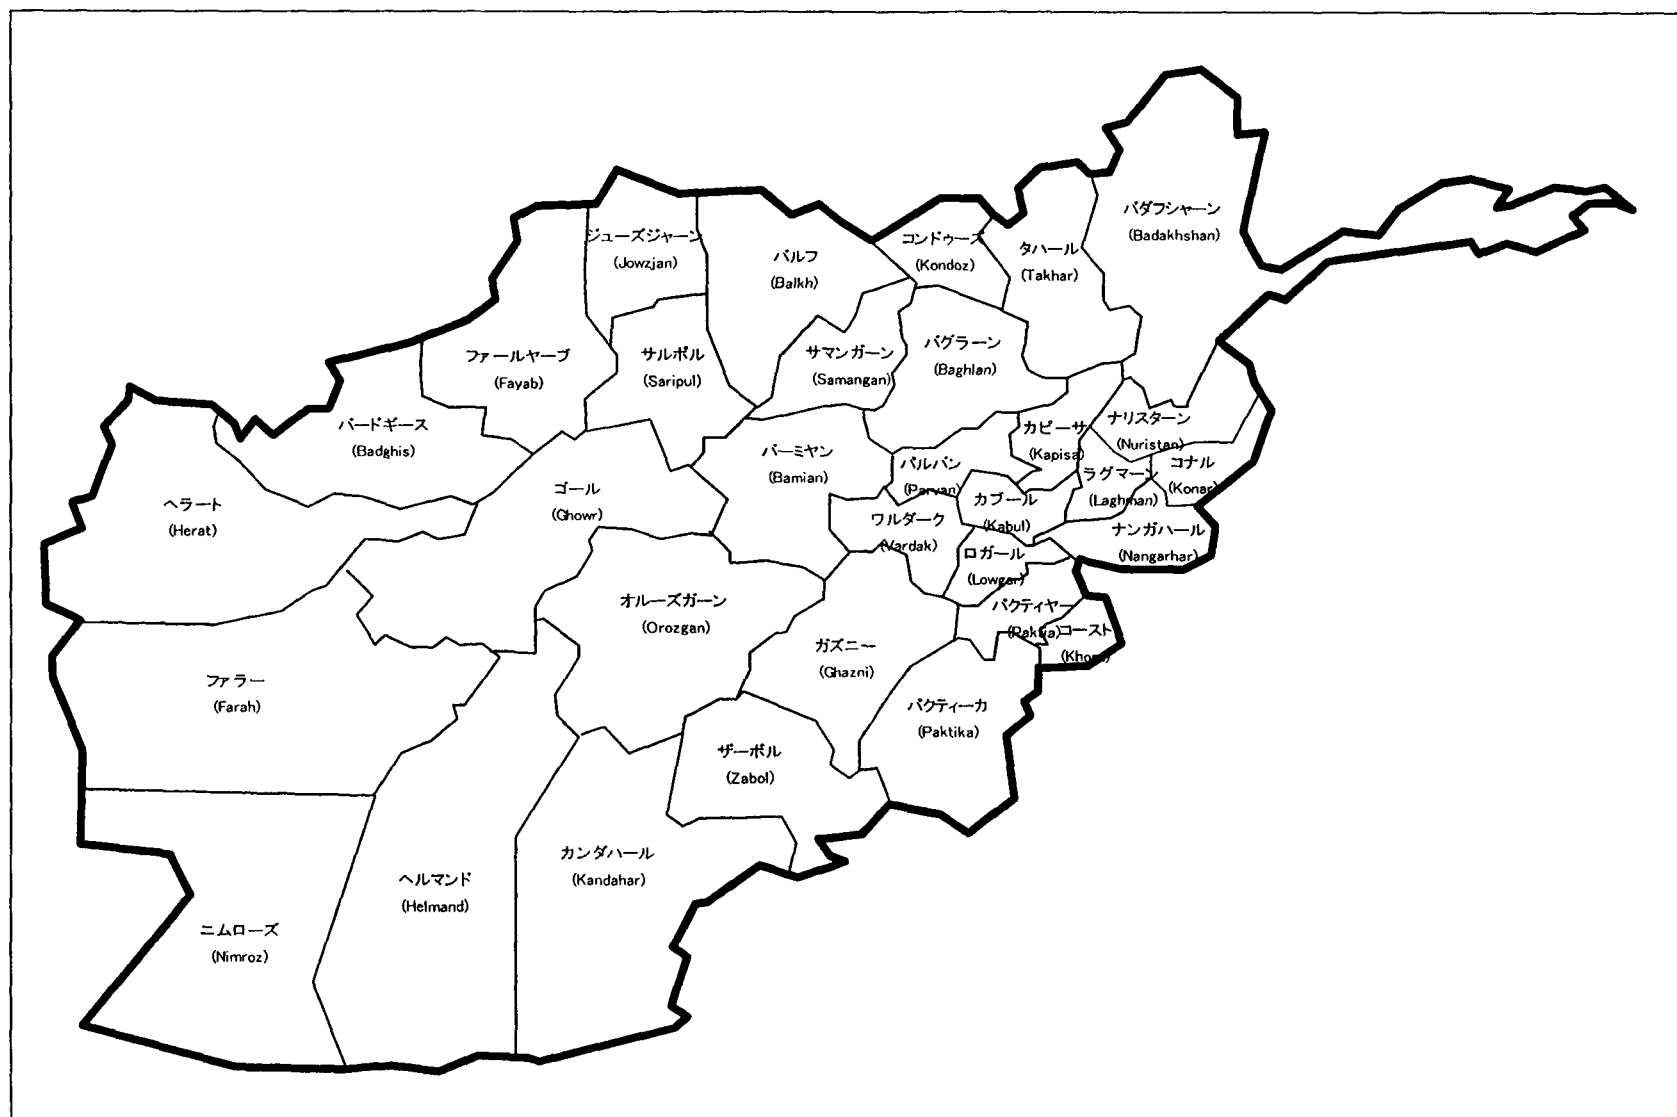 バダフシャーン
(Badakhshan)
ジューズジャーン
(Jowzjan)
バルフ
(Balkh)
コンドゥーズ
(Kondoz)
タハール
(Takhar)
ファールヤーブ
(Fayab)
サルポル
(Saripul)
サマンガーン
(Samangan)
バグラーン
(Baghlan)
バードギース
(Badghis)
カピーサ
(Kapisa)
ナリスターン
(Nuristan)
ヘラート
(Herat)
ゴール
(Ghowr)
バーミヤン
(Bamian)
パルバン
(Parvan)
ラグマーン
(Laghman)
コナル
(Konar)
カブール
(Kabul)
ワルダーク
(Vardak)
ナンガハール
(Nangarhar)
ロガール
(Lowgar)
オルーズガーン
(Orozgan)
パクティヤー
(Paktia)
コースト
(Khost)
ガズニー
(Ghazni)
ファラー
(Farah)
パクティーカ
(Paktika)
ザーボル
(Zabol)
カンダハール
(Kandahar)
ヘルマンド
(Helmand)
ニムローズ
(Nimroz)